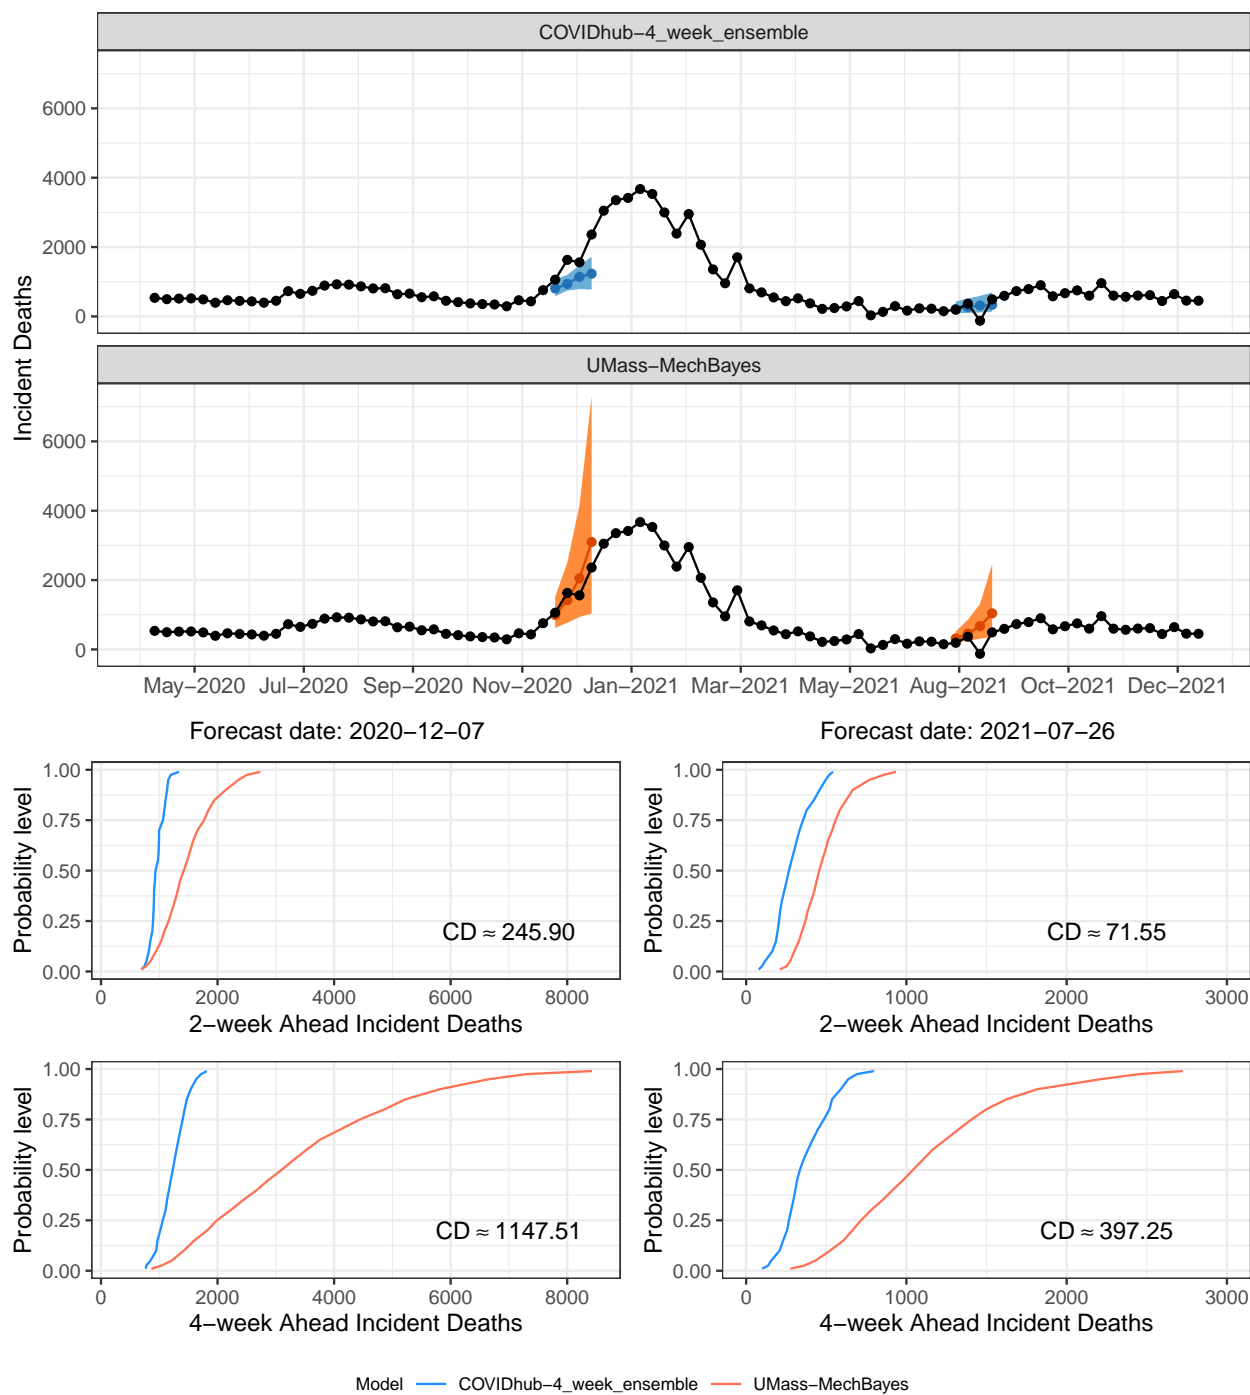 COVIDhub−4_week_ensemble
6000
4000
2000
0
Incident Deaths
UMass−MechBayes
6000
4000
2000
0
May−2020 Jul−2020 Sep−2020 Nov−2020 Jan−2021 Mar−2021 May−2021 Aug−2021 Oct−2021 Dec−2021
Forecast date: 2020−12−07
1.00
0.75
0.50
0.25
0.00
Probability level
CD ≈ 245.90
0 2000 4000 6000 8000
2−week Ahead Incident Deaths
Forecast date: 2021−07−26
1.00
0.75
0.50
0.25
0.00
Probability level
CD ≈ 71.55
0 1000 2000 3000
2−week Ahead Incident Deaths
1.00
0.75
0.50
0.25
0.00
Probability level
CD ≈ 1147.51
0 2000 4000 6000 8000
4−week Ahead Incident Deaths
1.00
0.75
0.50
0.25
0.00
Probability level
CD ≈ 397.25
0 1000 2000 3000
4−week Ahead Incident Deaths
Model COVIDhub−4_week_ensemble UMass−MechBayes